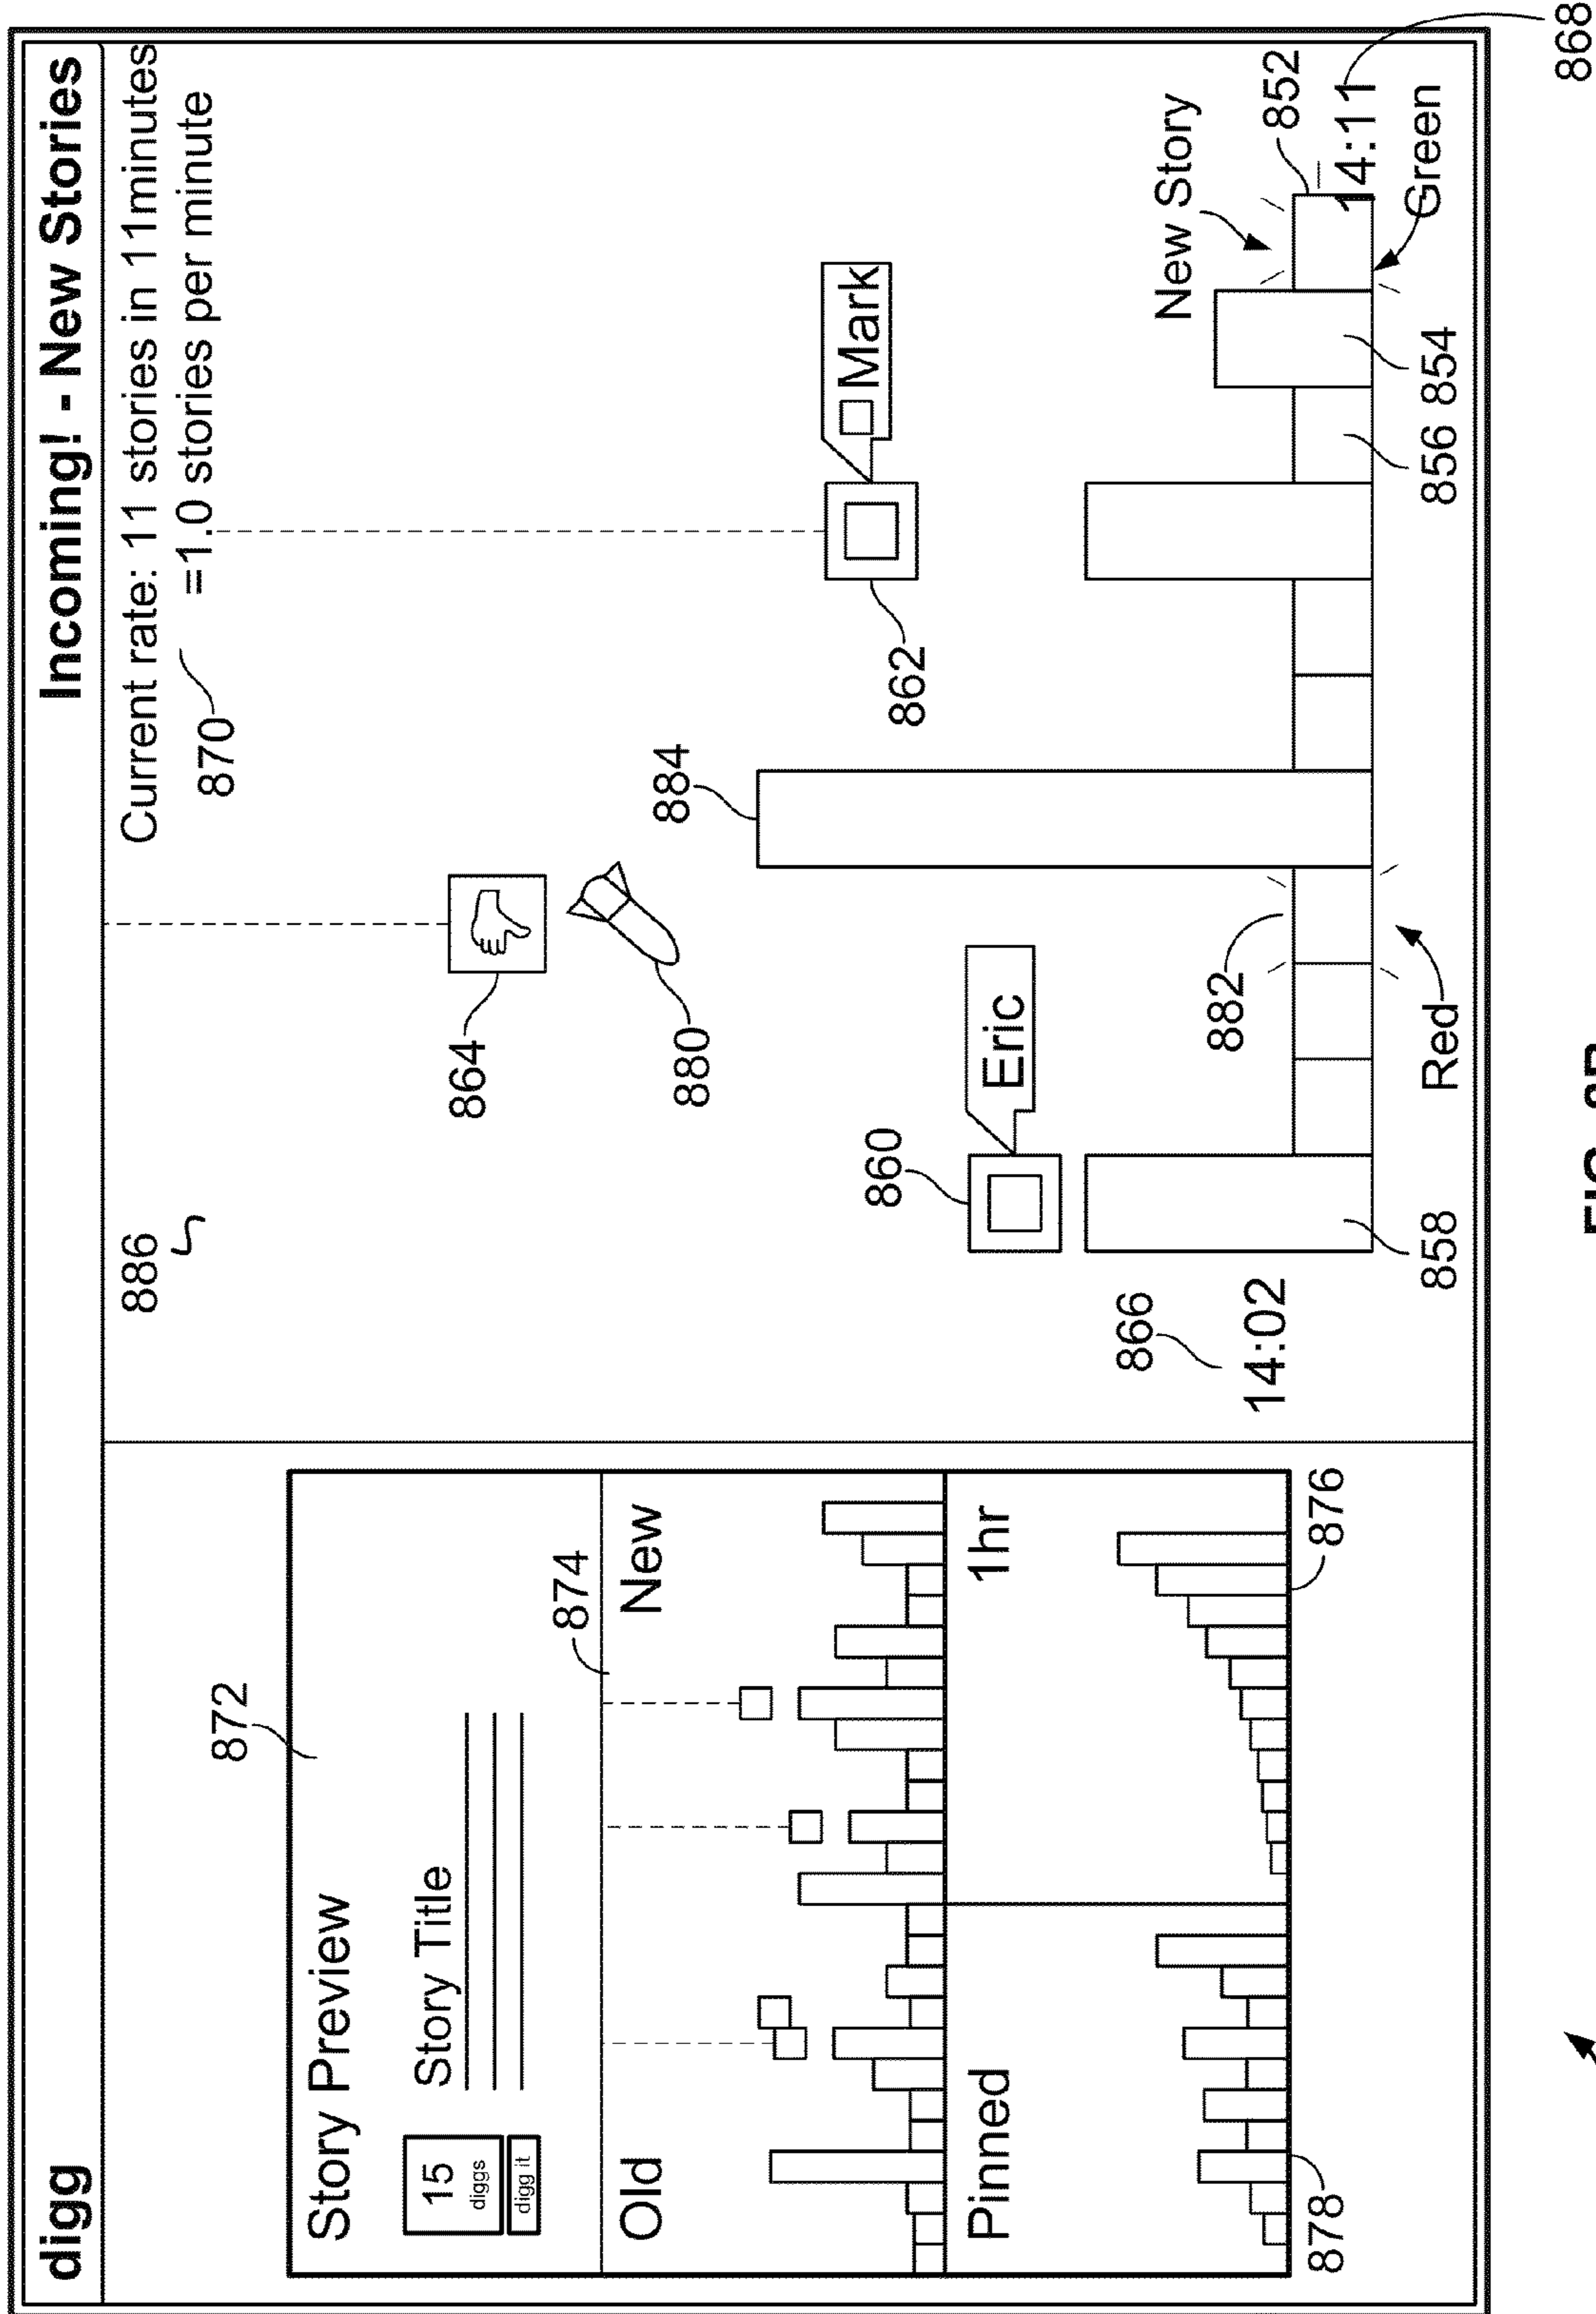 digg
Incoming! - New Stories
872
Story Preview
15
diggs
digg it
Story Title
874
Old
New
Pinned
1hr
878
876
886
Current rate: 11 stories in 11minutes
870
=1.0 stories per minute
864
880
884
862
Mark
860
Eric
882
New Story
852
866
14:02
14:11
868
858
Red
856
854
Green